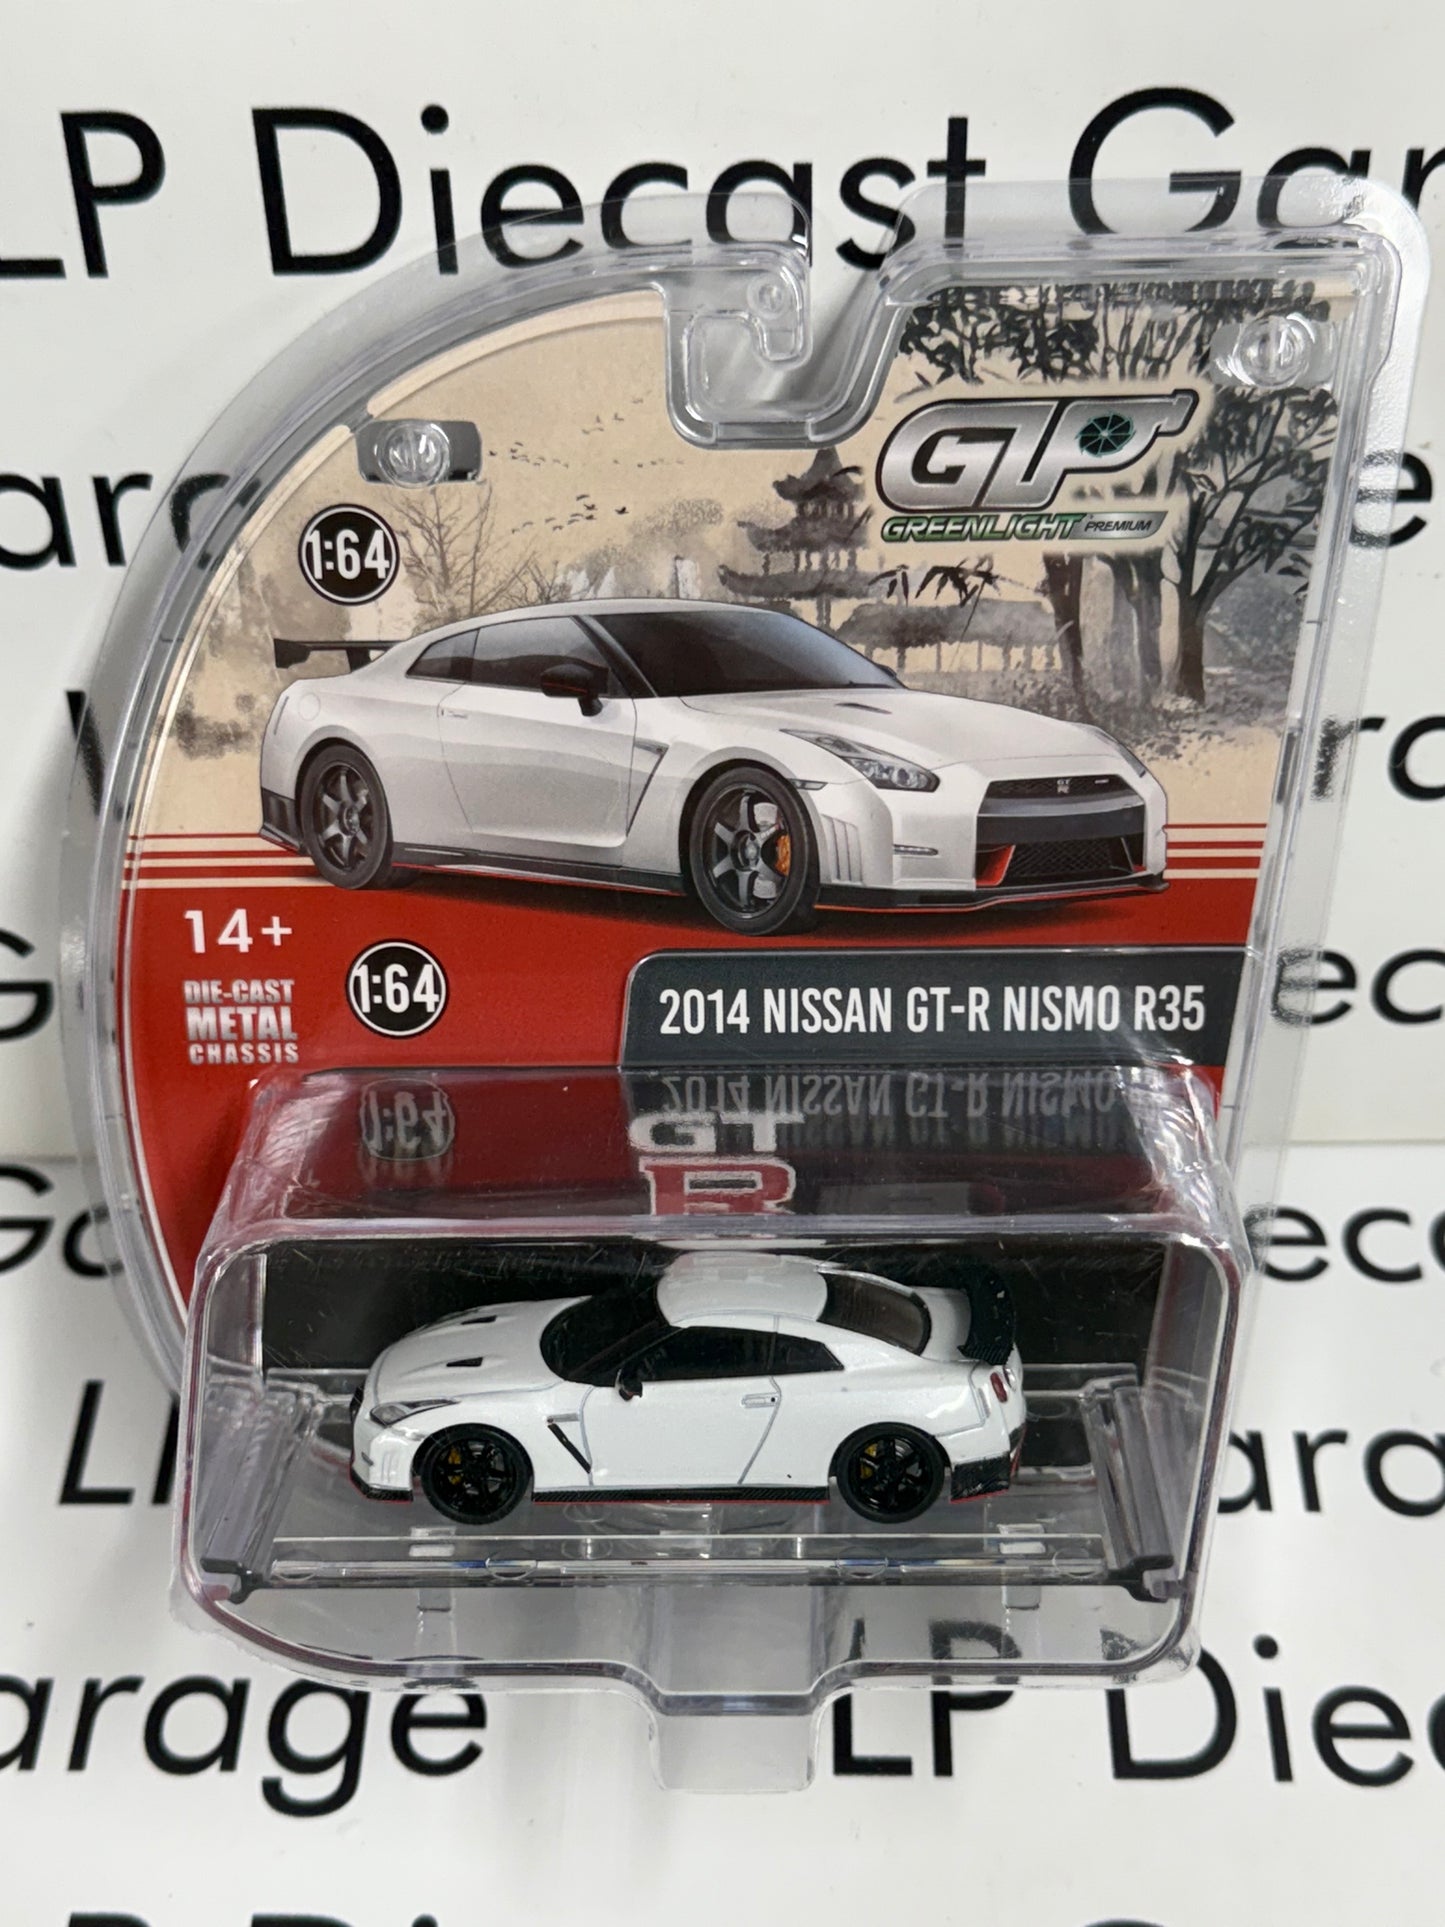 LP Diecast Gar
GL
GREENLIGHT PREMIUM
1:64
14+
DIE-CAST
METAL
CHASSIS
1:64
2014 NISSAN GT-R NISMO R35
GT
R
arage
LP Diec